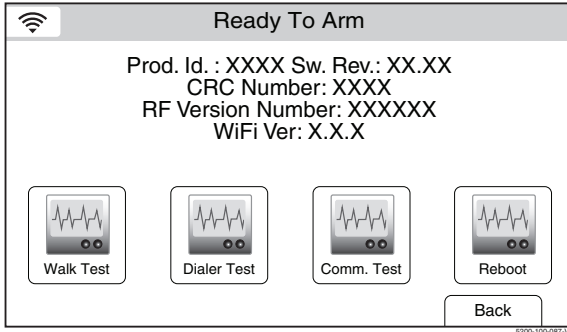 Ready To Arm
Prod. Id. : XXXX Sw. Rev.: XX.XX
CRC Number: XXXX
RF Version Number: XXXXXX
WiFi Ver: X.X.X
Walk Test
Dialer Test
Comm. Test
Reboot
Back